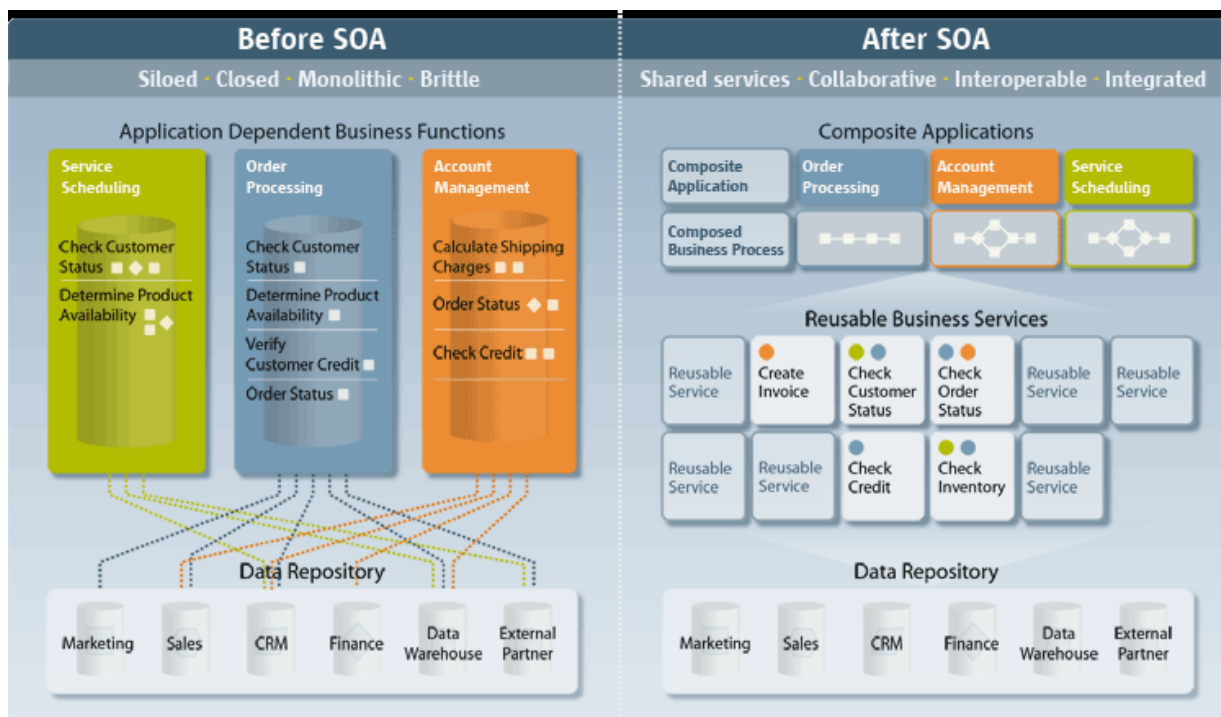 Before SOA
Siloed · Closed · Monolithic · Brittle
Application Dependent Business Functions
Service
Scheduling
Check Customer
Status
Determine Product
Availability
Order
Processing
Check Customer
Status
Determine Product
Availability
Verify
Customer Credit
Order Status
Account
Management
Calculate Shipping
Charges
Order Status
Check Credit
Data Repository
Marketing
Sales
CRM
Finance
Data
Warehouse
External
Partner
After SOA
Shared services · Collaborative · Interoperable · Integrated
Composite Applications
Composite
Application
Order
Processing
Account
Management
Service
Scheduling
Composed
Business Process
Reusable Business Services
Reusable
Service
Create
Invoice
Check
Customer
Status
Check
Order
Status
Reusable
Service
Reusable
Service
Reusable
Service
Reusable
Service
Check
Credit
Check
Inventory
Reusable
Service
Data Repository
Marketing
Sales
CRM
Finance
Data
Warehouse
External
Partner